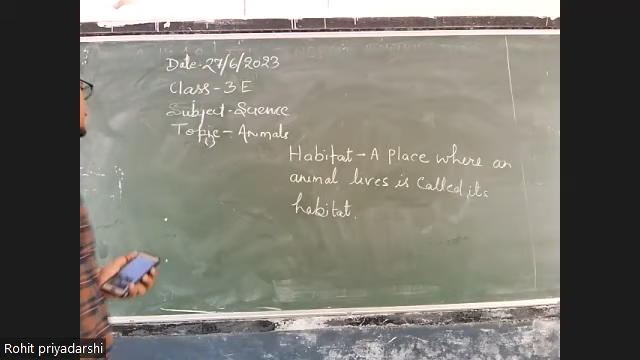 Date-27/6/2023
Class-3E
Subject-Science
Topic-Animals
Habitat-A Place where an
animal lives is called its
habitat.
Rohit priyadarshi